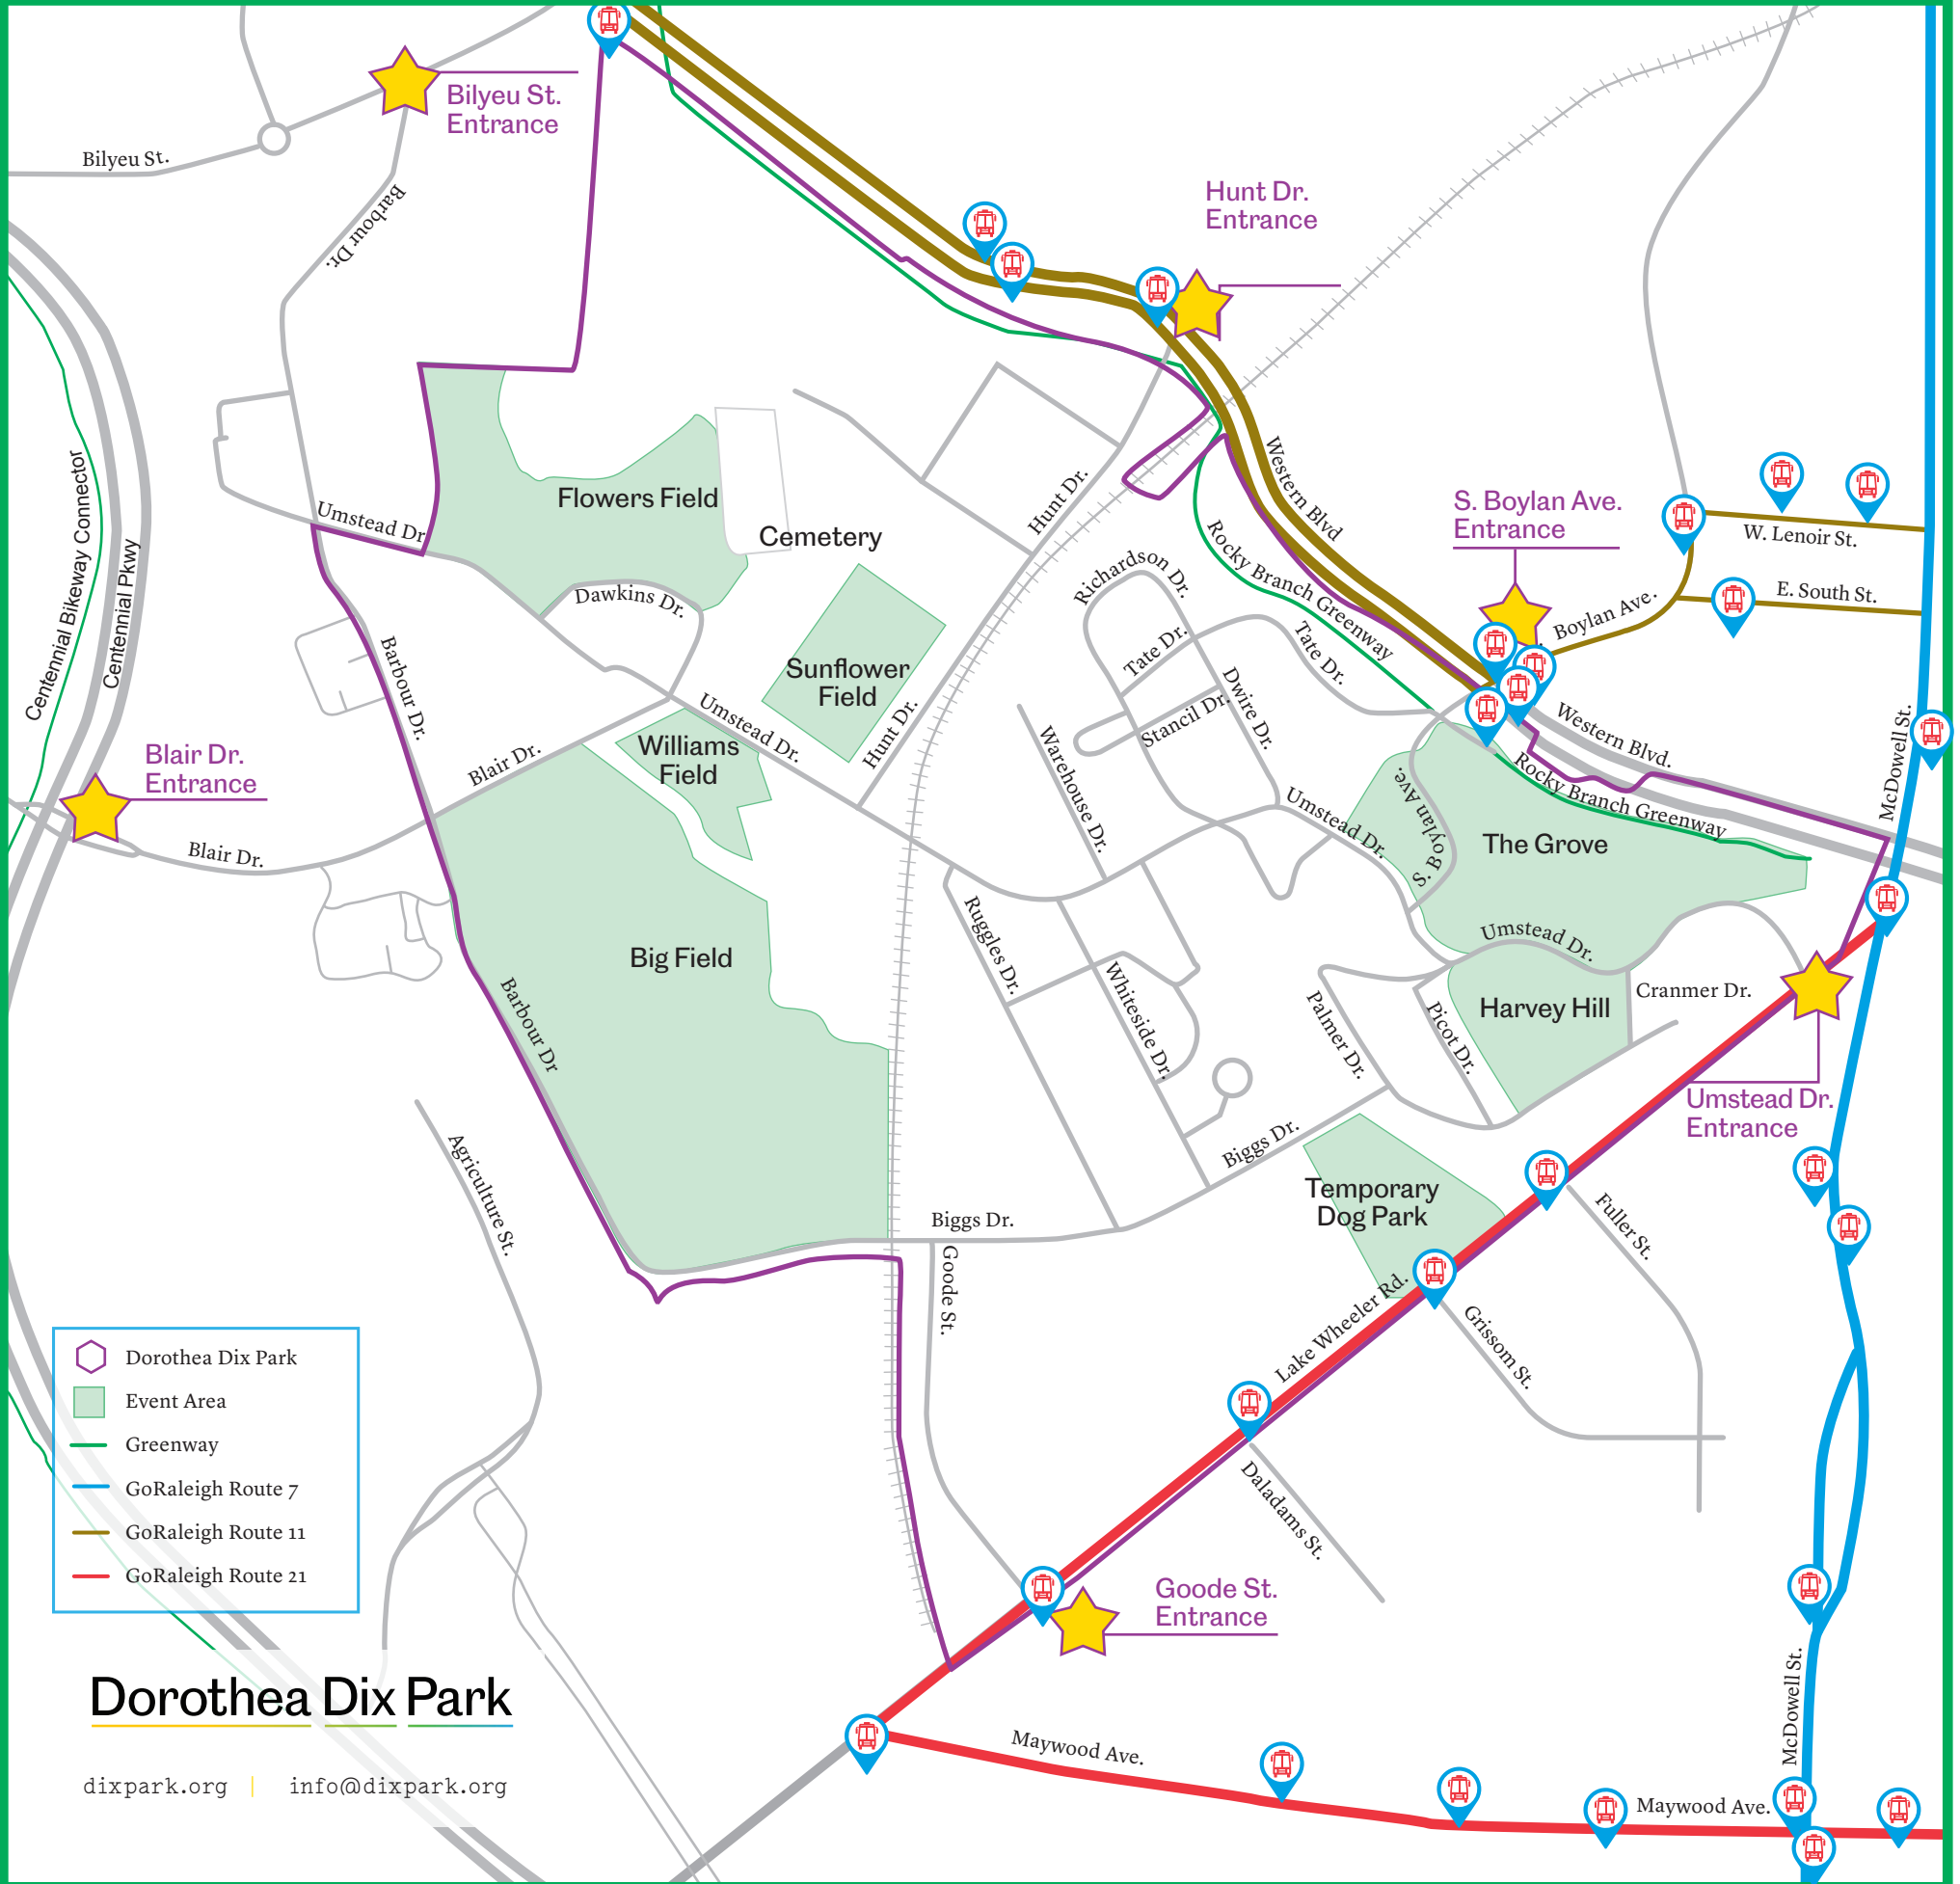 Bilyeu St.
Entrance
Bilyeu St.
Barbour Dr.
Hunt Dr.
Entrance
Centennial Bikeway Connector
Centennial Pkwy
Umstead Dr
Flowers Field
Cemetery
Hunt Dr.
Western Blvd
S. Boylan Ave.
Entrance
W. Lenoir St.
E. South St.
Boylan Ave.
Rocky Branch Greenway
Richardson Dr.
Dawkins Dr.
Tate Dr.
Tate Dr.
Sunflower
Field
Barbour Dr.
Umstead Dr.
Hunt Dr.
Stancil Dr.
Dwire Dr.
Western Blvd.
McDowell St.
Williams
Field
Blair Dr.
Blair Dr.
Entrance
Warehouse Dr.
Umstead Dr.
S. Boylan Ave.
Rocky Branch Greenway
The Grove
Blair Dr.
Big Field
Ruggles Dr.
Whiteside Dr.
Umstead Dr.
Cranmer Dr.
Harvey Hill
Palmer Dr.
Picot Dr.
Barbour Dr
Umstead Dr.
Entrance
Agriculture St.
Biggs Dr.
Biggs Dr.
Temporary
Dog Park
Fuller St.
Goode St.
Lake Wheeler Rd.
Grissom St.
Dorothea Dix Park
Event Area
Greenway
GoRaleigh Route 7
GoRaleigh Route 11
GoRaleigh Route 21
Daladams St.
Goode St.
Entrance
McDowell St.
Maywood Ave.
Maywood Ave.
Dorothea Dix Park
dixpark.org | info@dixpark.org